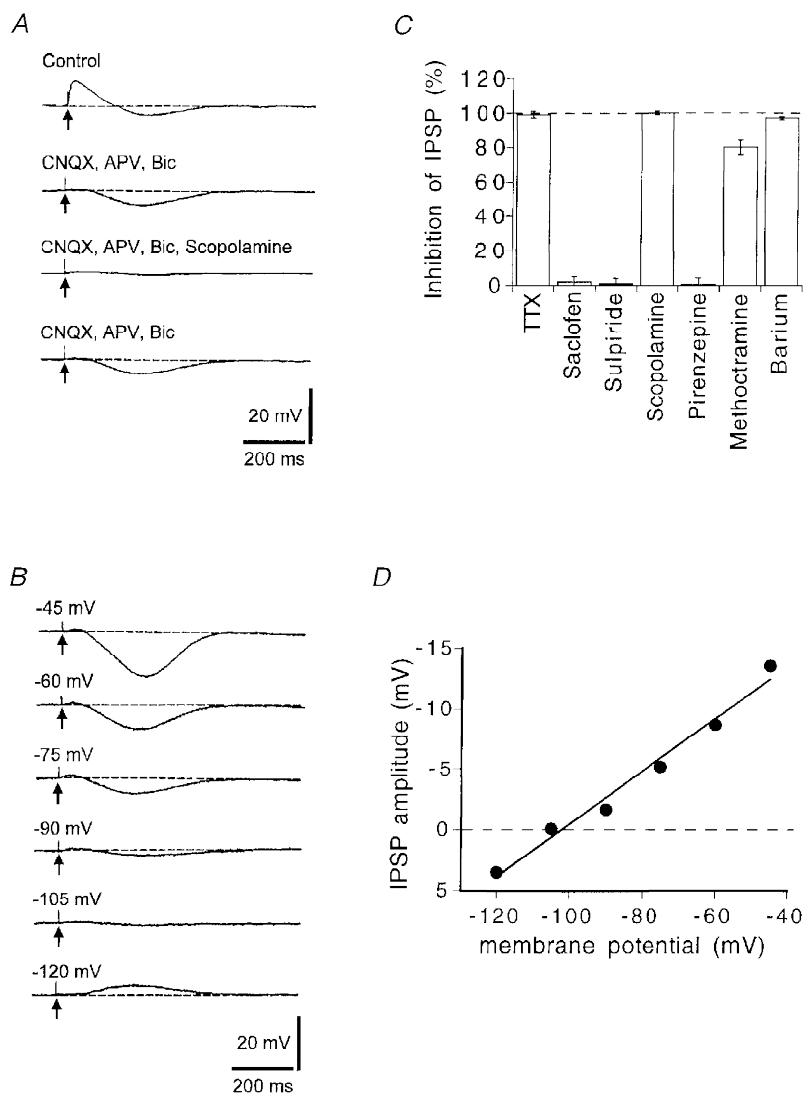 A
Control
CNQX, APV, Bic
CNQX, APV, Bic, Scopolamine
CNQX, APV, Bic
20 mV
200 ms
B
-45 mV
-60 mV
-75 mV
-90 mV
-105 mV
-120 mV
20 mV
200 ms
C
Inhibition of IPSP (%)
120
100
80
60
40
20
0
TTX
Saclofen
Sulpiride
Scopolamine
Pirenzepine
Methoctramine
Barium
D
IPSP amplitude (mV)
-15
-10
-5
0
5
-120 -100 -80 -60 -40
membrane potential (mV)